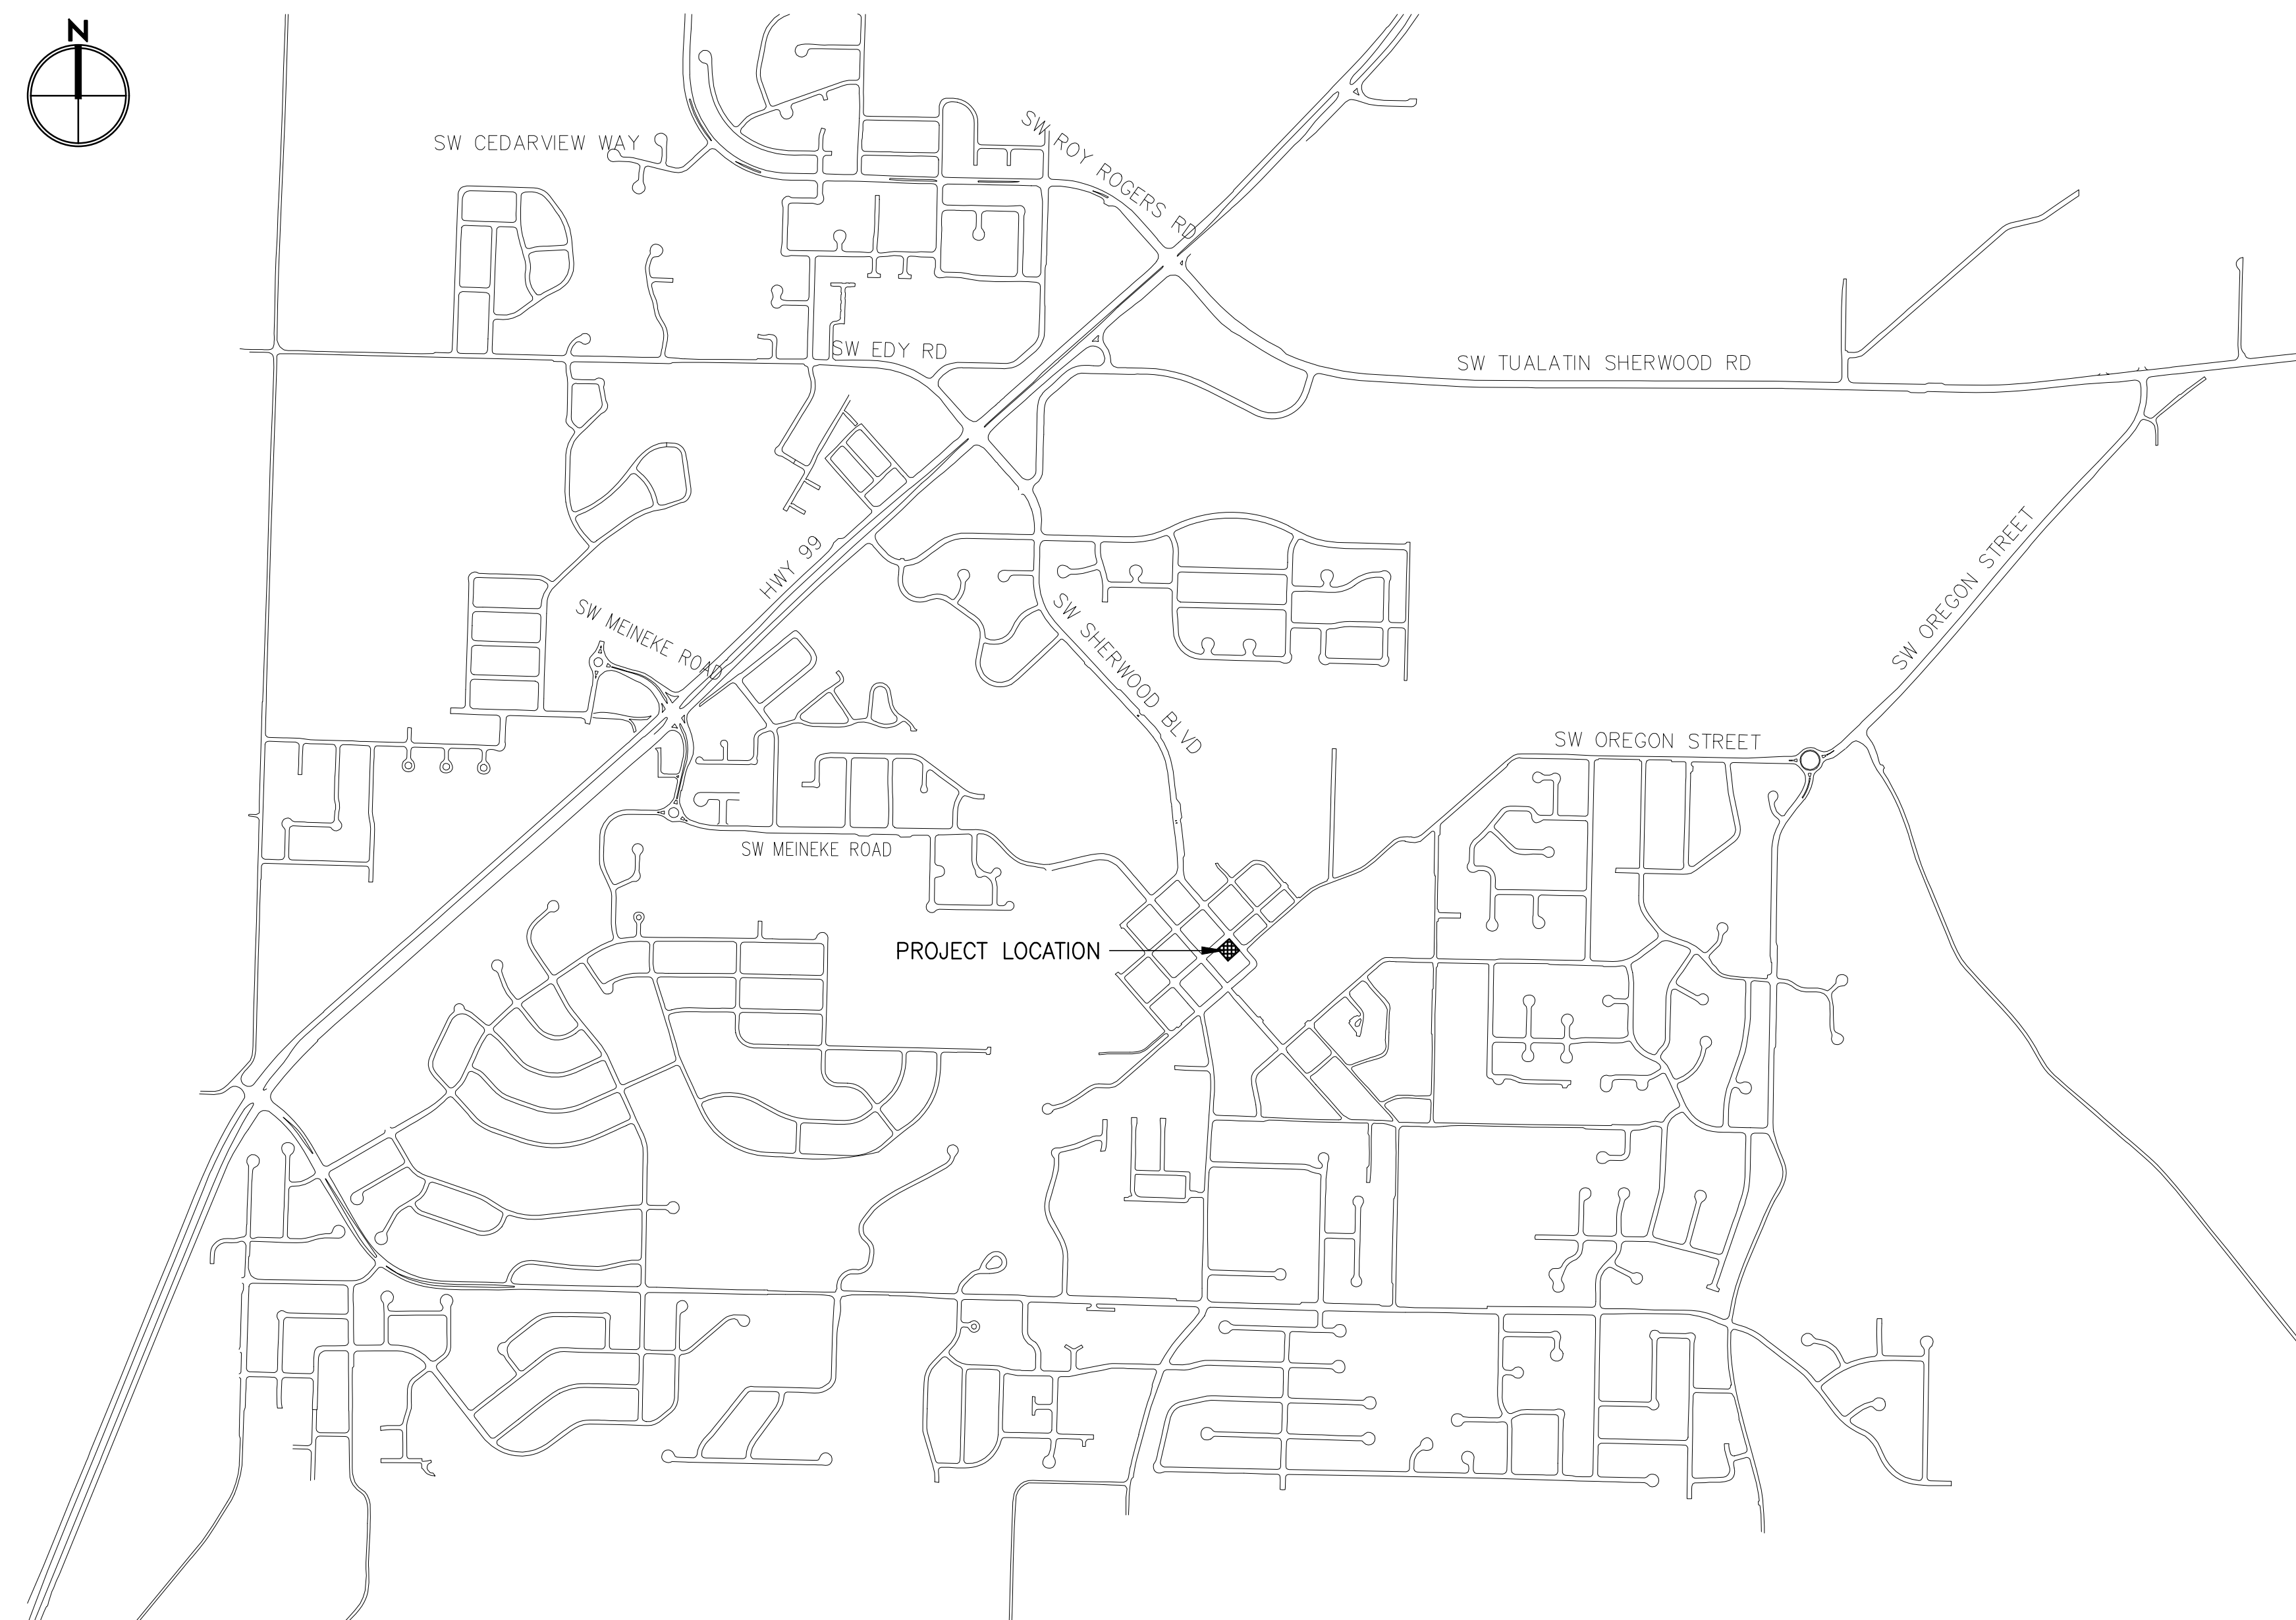 N
SW CEDARVIEW WAY
SW ROY ROGERS RD
SW EDY RD
SW TUALATIN SHERWOOD RD
HWY 99
SW OREGON STREET
SW MEINEKE ROAD
SW SHERWOOD BLVD
SW OREGON STREET
SW MEINEKE ROAD
PROJECT LOCATION